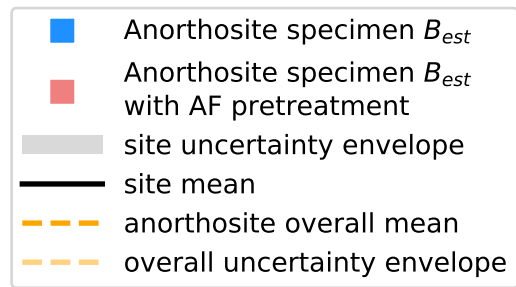 Anorthosite specimen B_est
Anorthosite specimen B_est
with AF pretreatment
site uncertainty envelope
site mean
anorthosite overall mean
overall uncertainty envelope